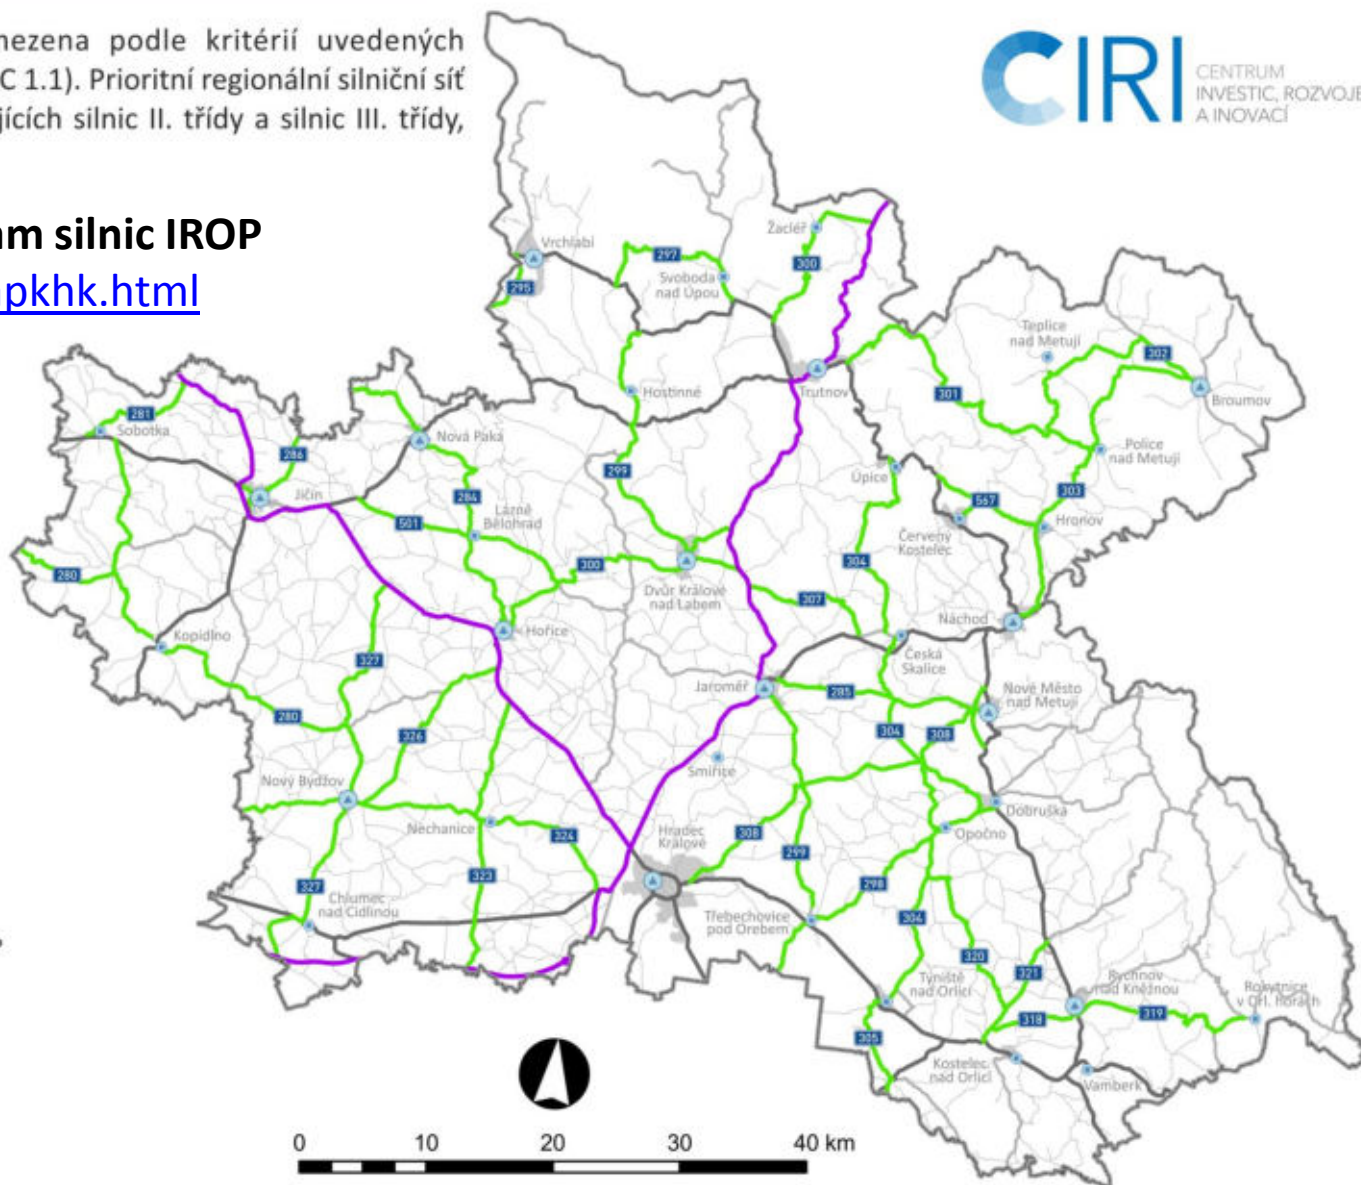 nezena podle kritérií uvedených
C 1.1). Prioritní regionální silniční síť
jících silnic II. třídy a silnic III. třídy,
CIRI
CENTRUM
INVESTIC, ROZVOJE
A INOVACÍ
am silnic IROP
apkhk.html
Žacléř
Vrchlabí
297
300
Svoboda
nad Úpou
295
Teplice
nad Metují
302
Hostinné
Trutnov
301
Broumov
281
Sobotka
Nová Paka
286
Police
nad Metují
299
Úpice
Jičín
284
303
567
Lázně
Bělohrad
501
Hronov
Červený
Kostelec
280
300
304
Dvůr Králové
nad Labem
307
Náchod
Kopidlno
Hořice
Česká
Skalice
327
Jaroměř
285
Nové Město
nad Metují
280
326
304
308
Smiřice
Nový Bydžov
Dobruška
Nechanice
324
Hradec
Králové
308
Opočno
299
323
298
327
Chlumec
nad Cidlinou
Třebechovice
pod Orebem
304
320
321
Týniště
nad Orlicí
Rychnov
nad Kněžnou
Rokytnice
v Orl. horách
318
319
305
Kostelec
nad Orlicí
Vamberk
0 10 20 30 40 km